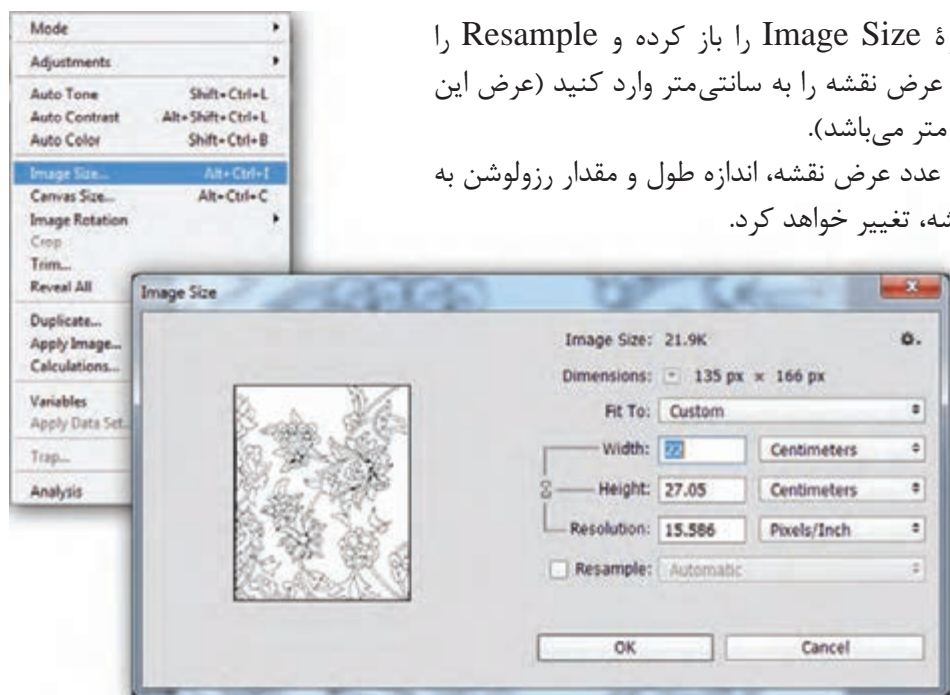 ۀ Image Size را باز کرده و Resample را
عرض نقشه را به سانتی‌متر وارد کنید (عرض این
متر می‌باشد).
عدد عرض نقشه، اندازه طول و مقدار رزولوشن به
شه، تغییر خواهد کرد.
Mode
Adjustments
Auto Tone Shift+Ctrl+L
Auto Contrast Alt+Shift+Ctrl+L
Auto Color Shift+Ctrl+B
Image Size... Alt+Ctrl+I
Canvas Size... Alt+Ctrl+C
Image Rotation
Crop
Trim...
Reveal All
Duplicate...
Apply Image...
Calculations...
Variables
Apply Data Set...
Trap...
Analysis
Image Size
Image Size: 21.9K
Dimensions: 135 px × 166 px
Fit To: Custom
Width: 22 Centimeters
Height: 27.05 Centimeters
Resolution: 15.586 Pixels/Inch
Resample: Automatic
OK Cancel